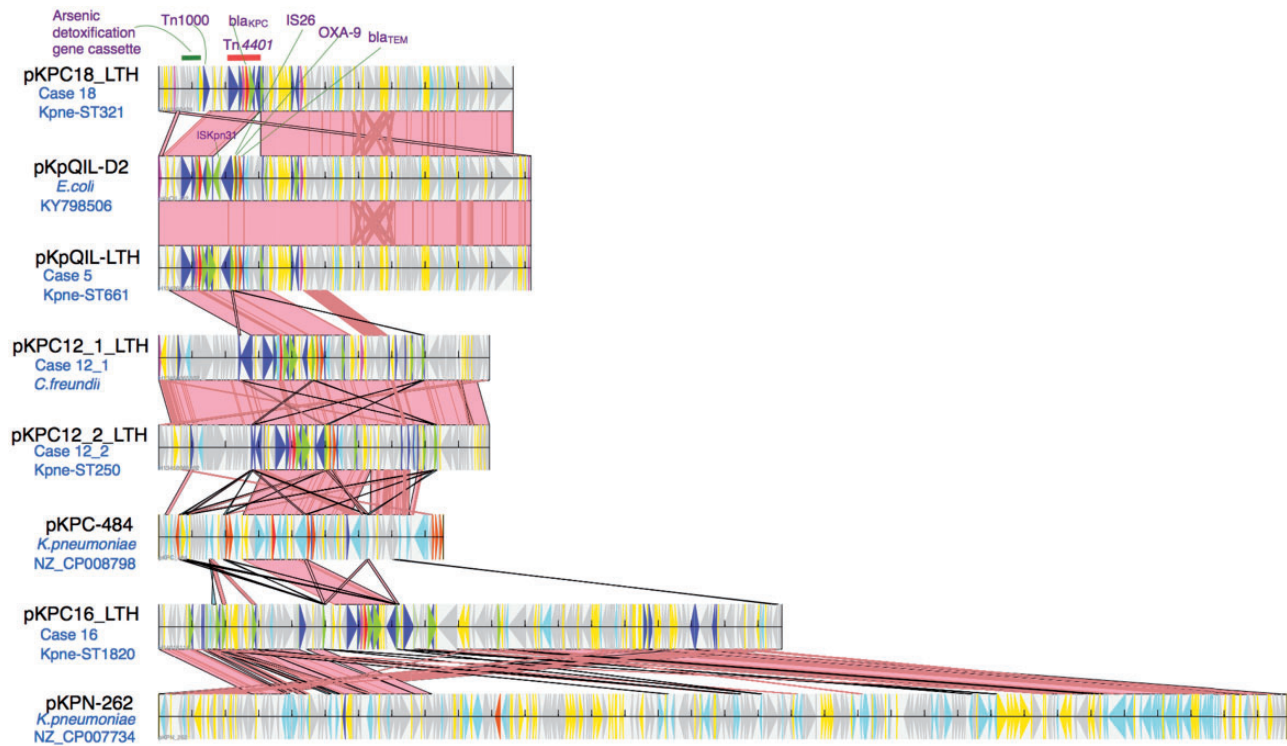 Arsenic
detoxification
gene cassette
Tn1000
blaKPC
IS26
OXA-9
blaTEM
Tn4401
pKPC18_LTH
Case 18
Kpne-ST321
ISKpn31
pKpQIL-D2
E.coli
KY798506
pKpQIL-LTH
Case 5
Kpne-ST661
pKPC12_1_LTH
Case 12_1
C.freundii
pKPC12_2_LTH
Case 12_2
Kpne-ST250
pKPC-484
K.pneumoniae
NZ_CP008798
pKPC16_LTH
Case 16
Kpne-ST1820
pKPN-262
K.pneumoniae
NZ_CP007734
pKPN_262